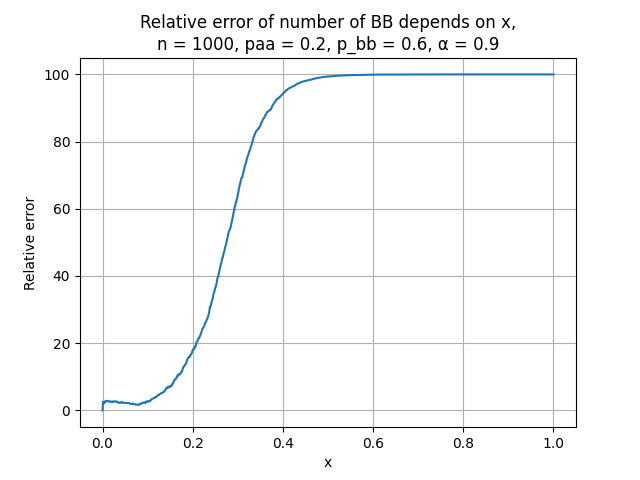 Relative error of number of BB depends on x,
n = 1000, paa = 0.2, p_bb = 0.6, α = 0.9
100
80
60
40
20
0
Relative error
0.0 0.2 0.4 0.6 0.8 1.0
x